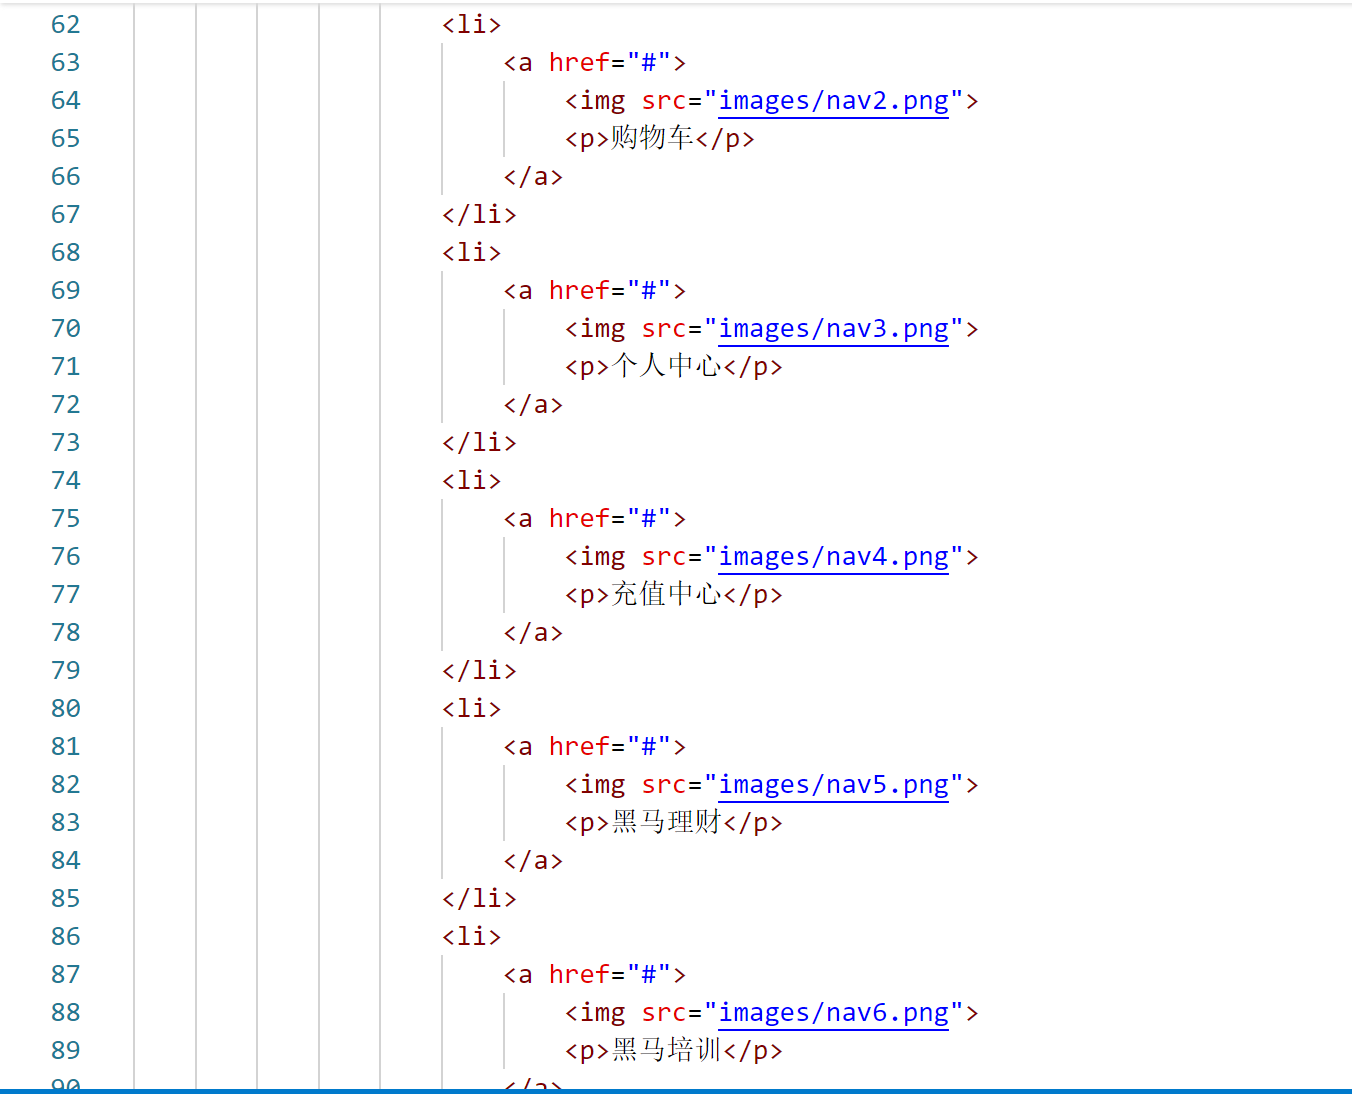 62 <li>
63 <a href="#">
64 <img src="images/nav2.png">
65 <p>购物车</p>
66 </a>
67 </li>
68 <li>
69 <a href="#">
70 <img src="images/nav3.png">
71 <p>个人中心</p>
72 </a>
73 </li>
74 <li>
75 <a href="#">
76 <img src="images/nav4.png">
77 <p>充值中心</p>
78 </a>
79 </li>
80 <li>
81 <a href="#">
82 <img src="images/nav5.png">
83 <p>黑马理财</p>
84 </a>
85 </li>
86 <li>
87 <a href="#">
88 <img src="images/nav6.png">
89 <p>黑马培训</p>
90 </a>